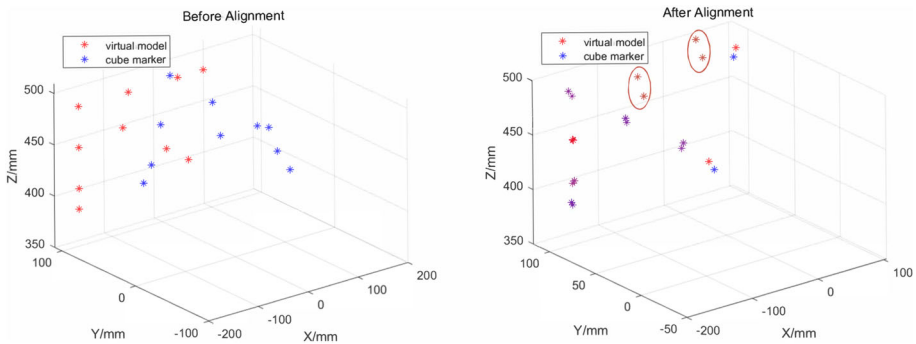 Before Alignment
virtual model
cube marker
500
450
400
350
Z/mm
100
0
-100
Y/mm
-200
-100
0
100
200
X/mm
After Alignment
virtual model
cube marker
500
450
400
350
Z/mm
100
50
0
-50
Y/mm
-200
-100
0
100
X/mm